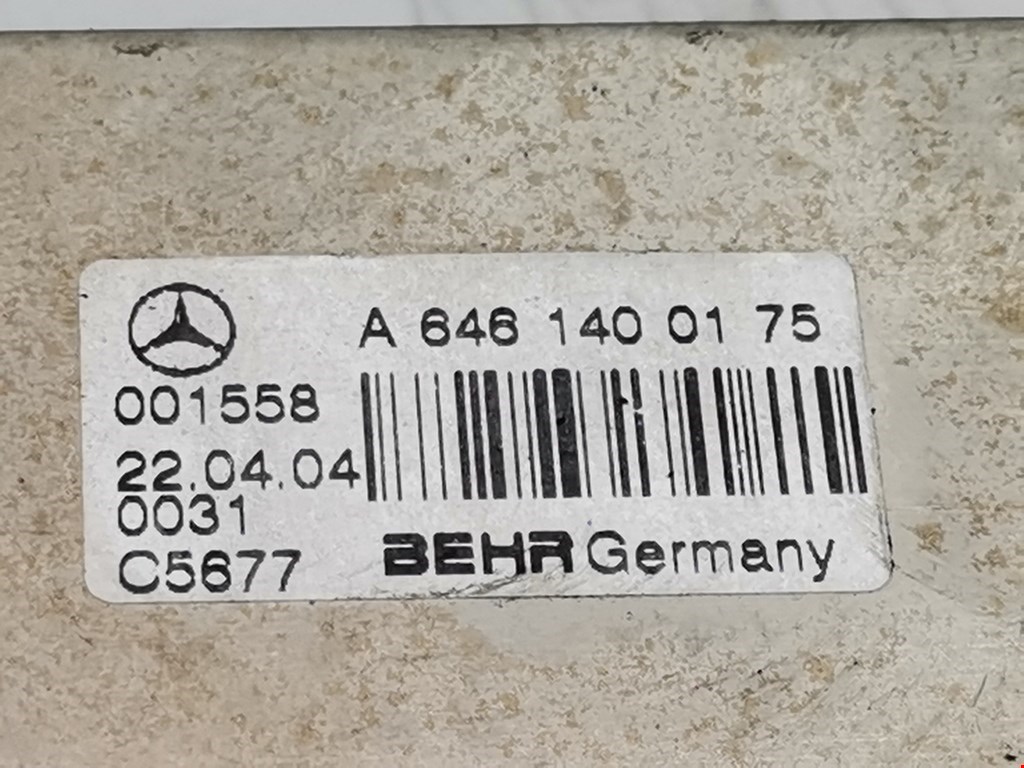 A 646 140 01 75
001558
22.04.04
0031
C5677
BEHR Germany